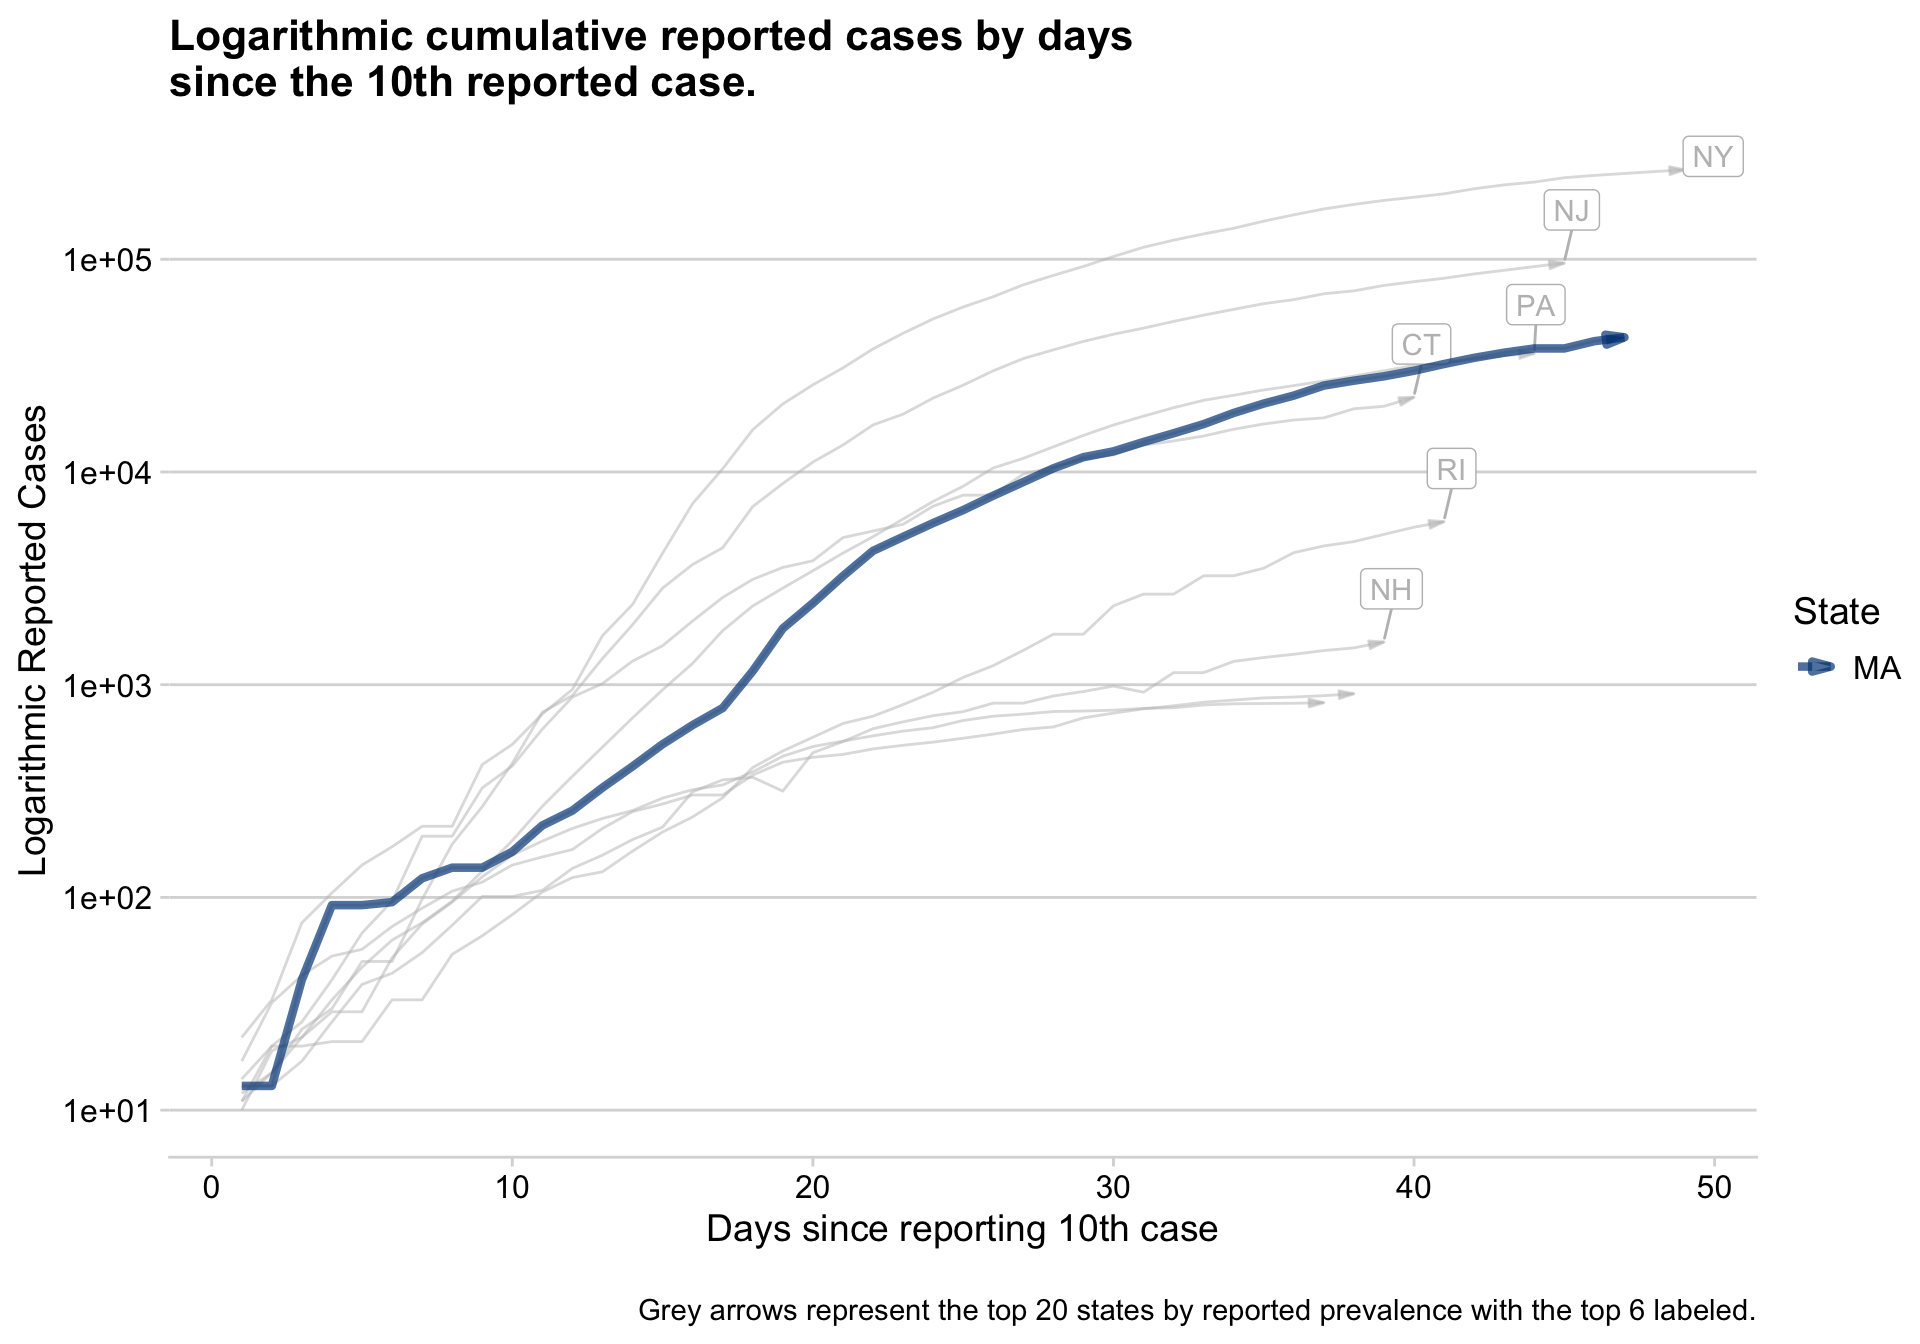 Logarithmic cumulative reported cases by days
since the 10th reported case.
NY
NJ
1e+05
PA
CT
1e+04
RI
NH
1e+03
1e+02
1e+01
Logarithmic Reported Cases
State
MA
0 10 20 30 40 50
Days since reporting 10th case
Grey arrows represent the top 20 states by reported prevalence with the top 6 labeled.